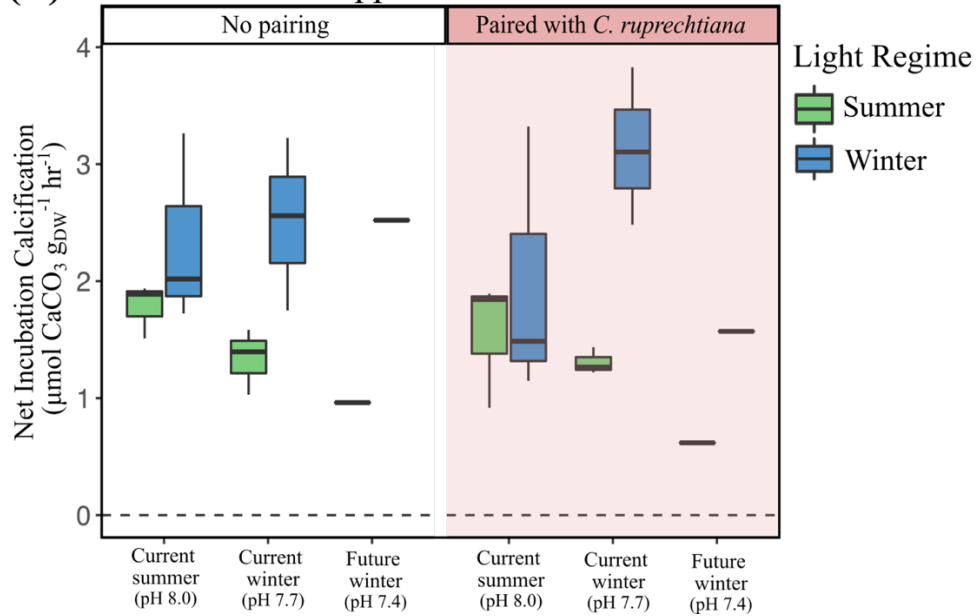 No pairing
Paired with C. ruprechtiana
Light Regime
Summer
Winter
Net Incubation Calcification
(μmol CaCO₃ g_DW⁻¹ hr⁻¹)
4
3
2
1
0
Current
summer
(pH 8.0)
Current
winter
(pH 7.7)
Future
winter
(pH 7.4)
Current
summer
(pH 8.0)
Current
winter
(pH 7.7)
Future
winter
(pH 7.4)